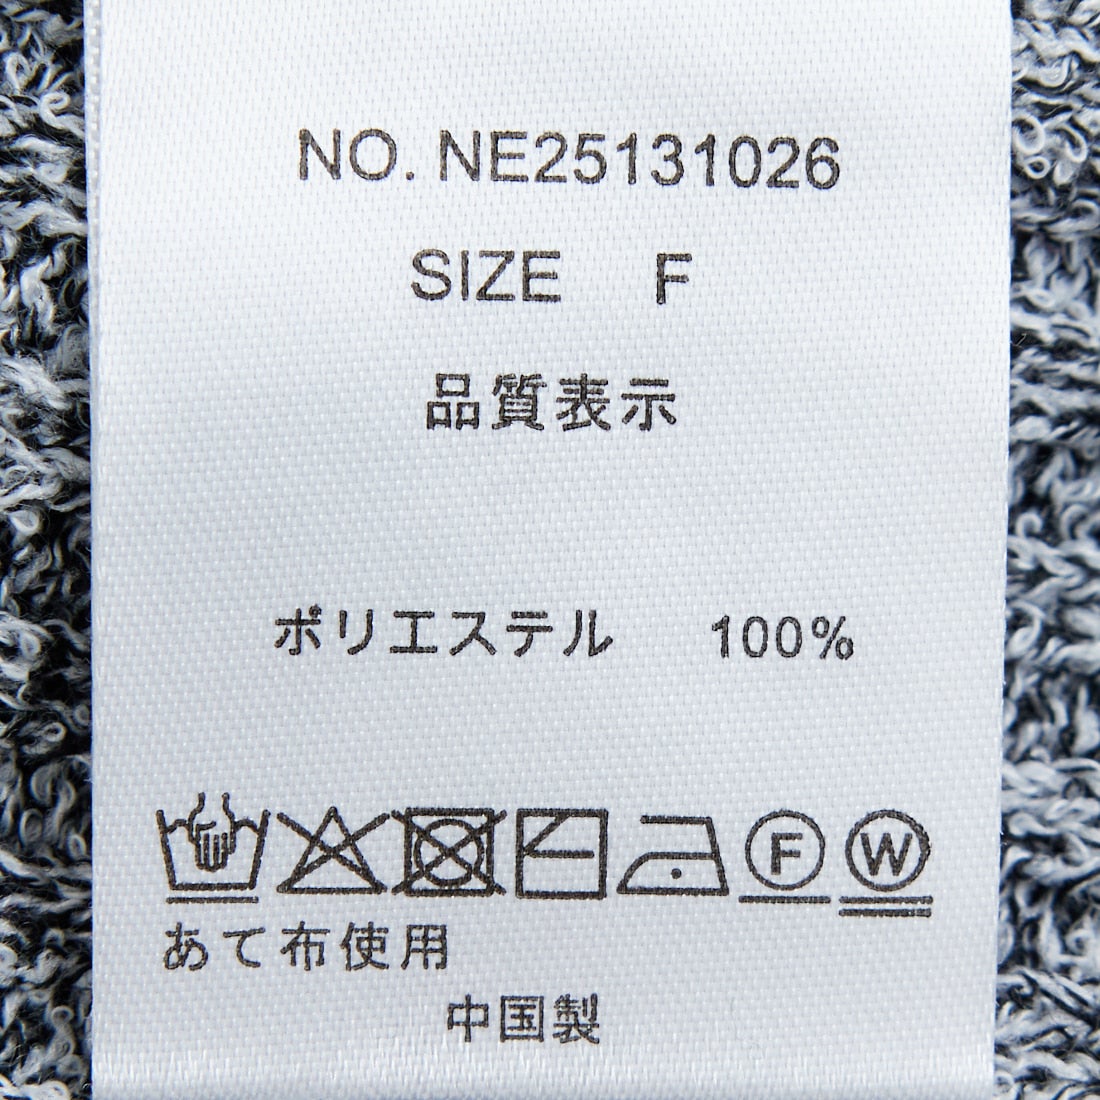 NO. NE25131026
SIZE F
品質表示
ポリエステル 100%
F W
あて布使用
中国製